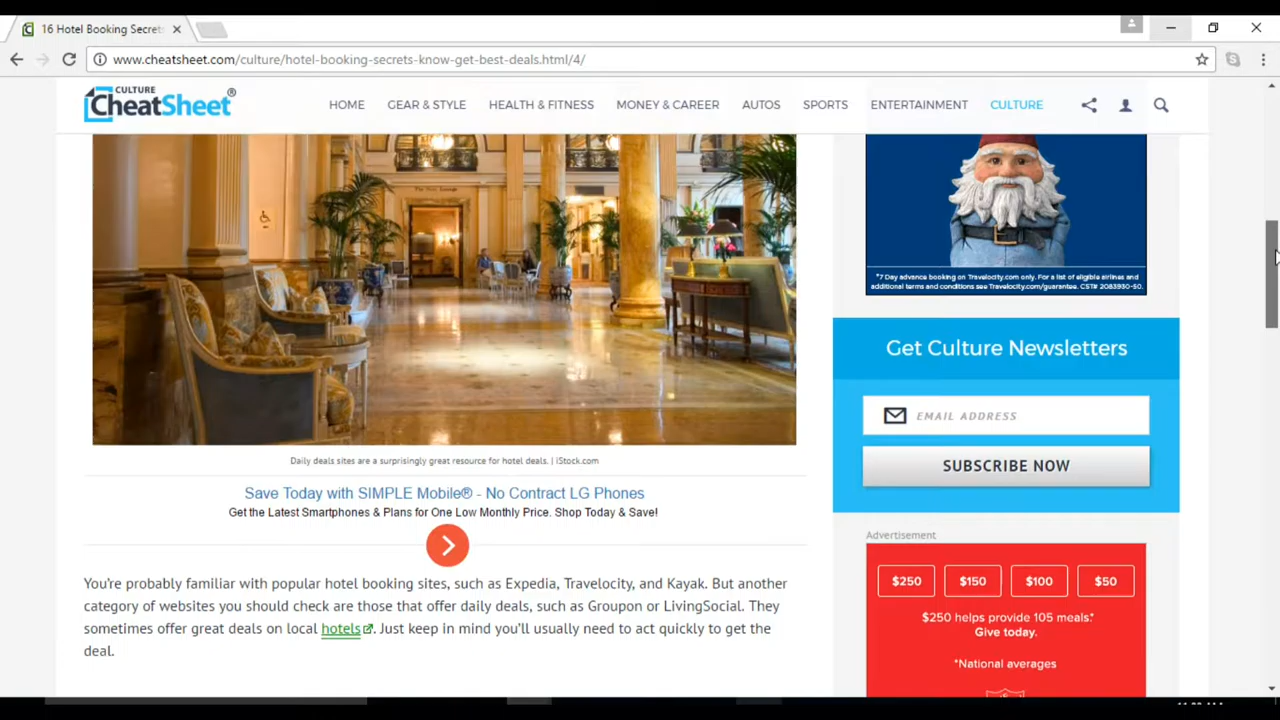 16 Hotel Booking Secret
www.cheatsheet.com/culture/hotel-booking-secrets-know-get-best-deals.html/4/
CULTURE
CheatSheet®
HOME GEAR & STYLE HEALTH & FITNESS MONEY & CAREER AUTOS SPORTS ENTERTAINMENT CULTURE
*7 Day advance booking on Travelocity.com only. For a list of eligible airlines and
additional terms and conditions see Travelocity.com/guarantee. CST# 2083930-50.
Get Culture Newsletters
EMAIL ADDRESS
SUBSCRIBE NOW
Daily deals sites are a surprisingly great resource for hotel deals. | iStock.com
Save Today with SIMPLE Mobile® - No Contract LG Phones
Get the Latest Smartphones & Plans for One Low Monthly Price. Shop Today & Save!
You're probably familiar with popular hotel booking sites, such as Expedia, Travelocity, and Kayak. But another
category of websites you should check are those that offer daily deals, such as Groupon or LivingSocial. They
sometimes offer great deals on local hotels. Just keep in mind you'll usually need to act quickly to get the
deal.
Advertisement
$250 $150 $100 $50
$250 helps provide 105 meals.*
Give today.
*National averages